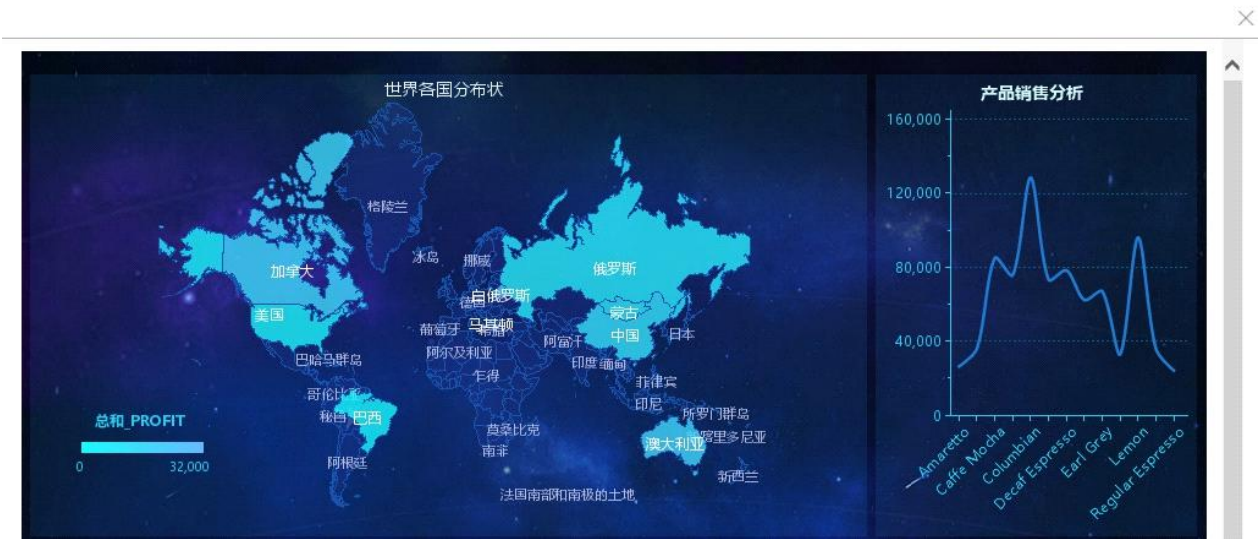 世界各国分布状
格陵兰
冰岛
挪威
加拿大
俄罗斯
白俄罗斯
德国
美国
蒙古
葡萄牙
马其顿
希腊
中国
日本
阿富汗
阿尔及利亚
巴哈马群岛
印度
缅甸
乍得
菲律宾
哥伦比亚
印尼
秘鲁
巴西
所罗门群岛
总和_PROFIT
莫桑比克
澳大利亚
喀里多尼亚
南非
0
32,000
阿根廷
新西兰
法国南部和南极的土地
产品销售分析
160,000
120,000
80,000
40,000
0
Amaretto
Caffe Mocha
Columbian
Decaf Espresso
Earl Grey
Lemon
Regular Espresso